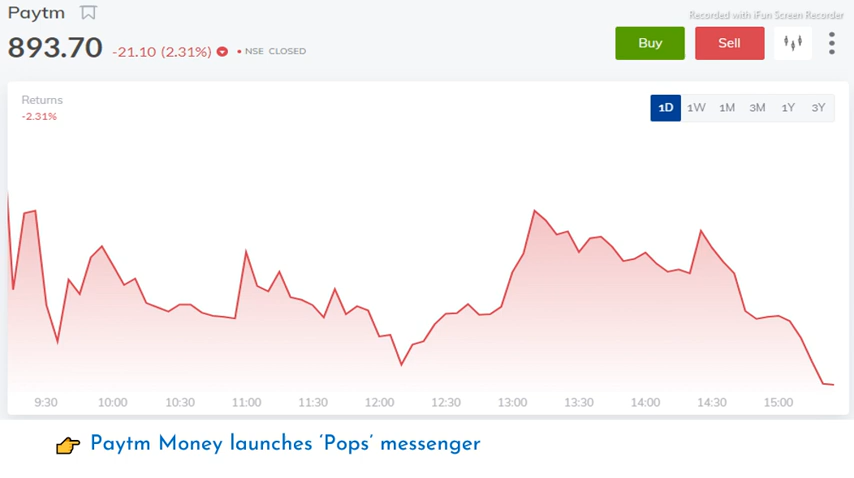 Paytm
Recorded with iFun Screen Recorder
893.70 -21.10 (2.31%) • NSE CLOSED
Buy Sell
Returns
-2.31%
1D 1W 1M 3M 1Y 3Y
9:30 10:00 10:30 11:00 11:30 12:00 12:30 13:00 13:30 14:00 14:30 15:00
👉 Paytm Money launches ‘Pops’ messenger